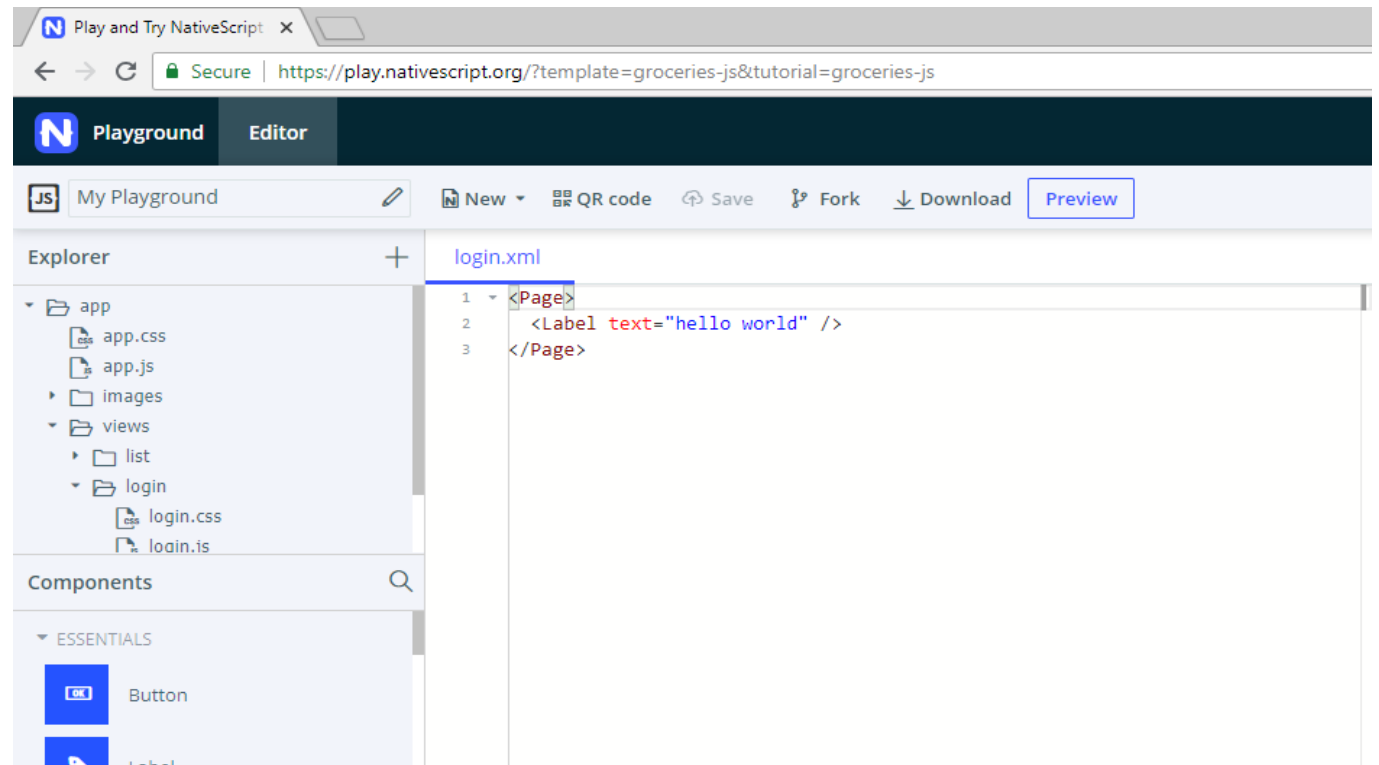 Play and Try NativeScript
Secure | https://play.nativescript.org/?template=groceries-js&tutorial=groceries-js
N Playground Editor
JS My Playground New QR code Save Fork Download Preview
Explorer login.xml
app
app.css
app.js
images
views
list
login
login.css
login.js
1 <Page>
2 <Label text="hello world" />
3 </Page>
Components
ESSENTIALS
OK Button
Label